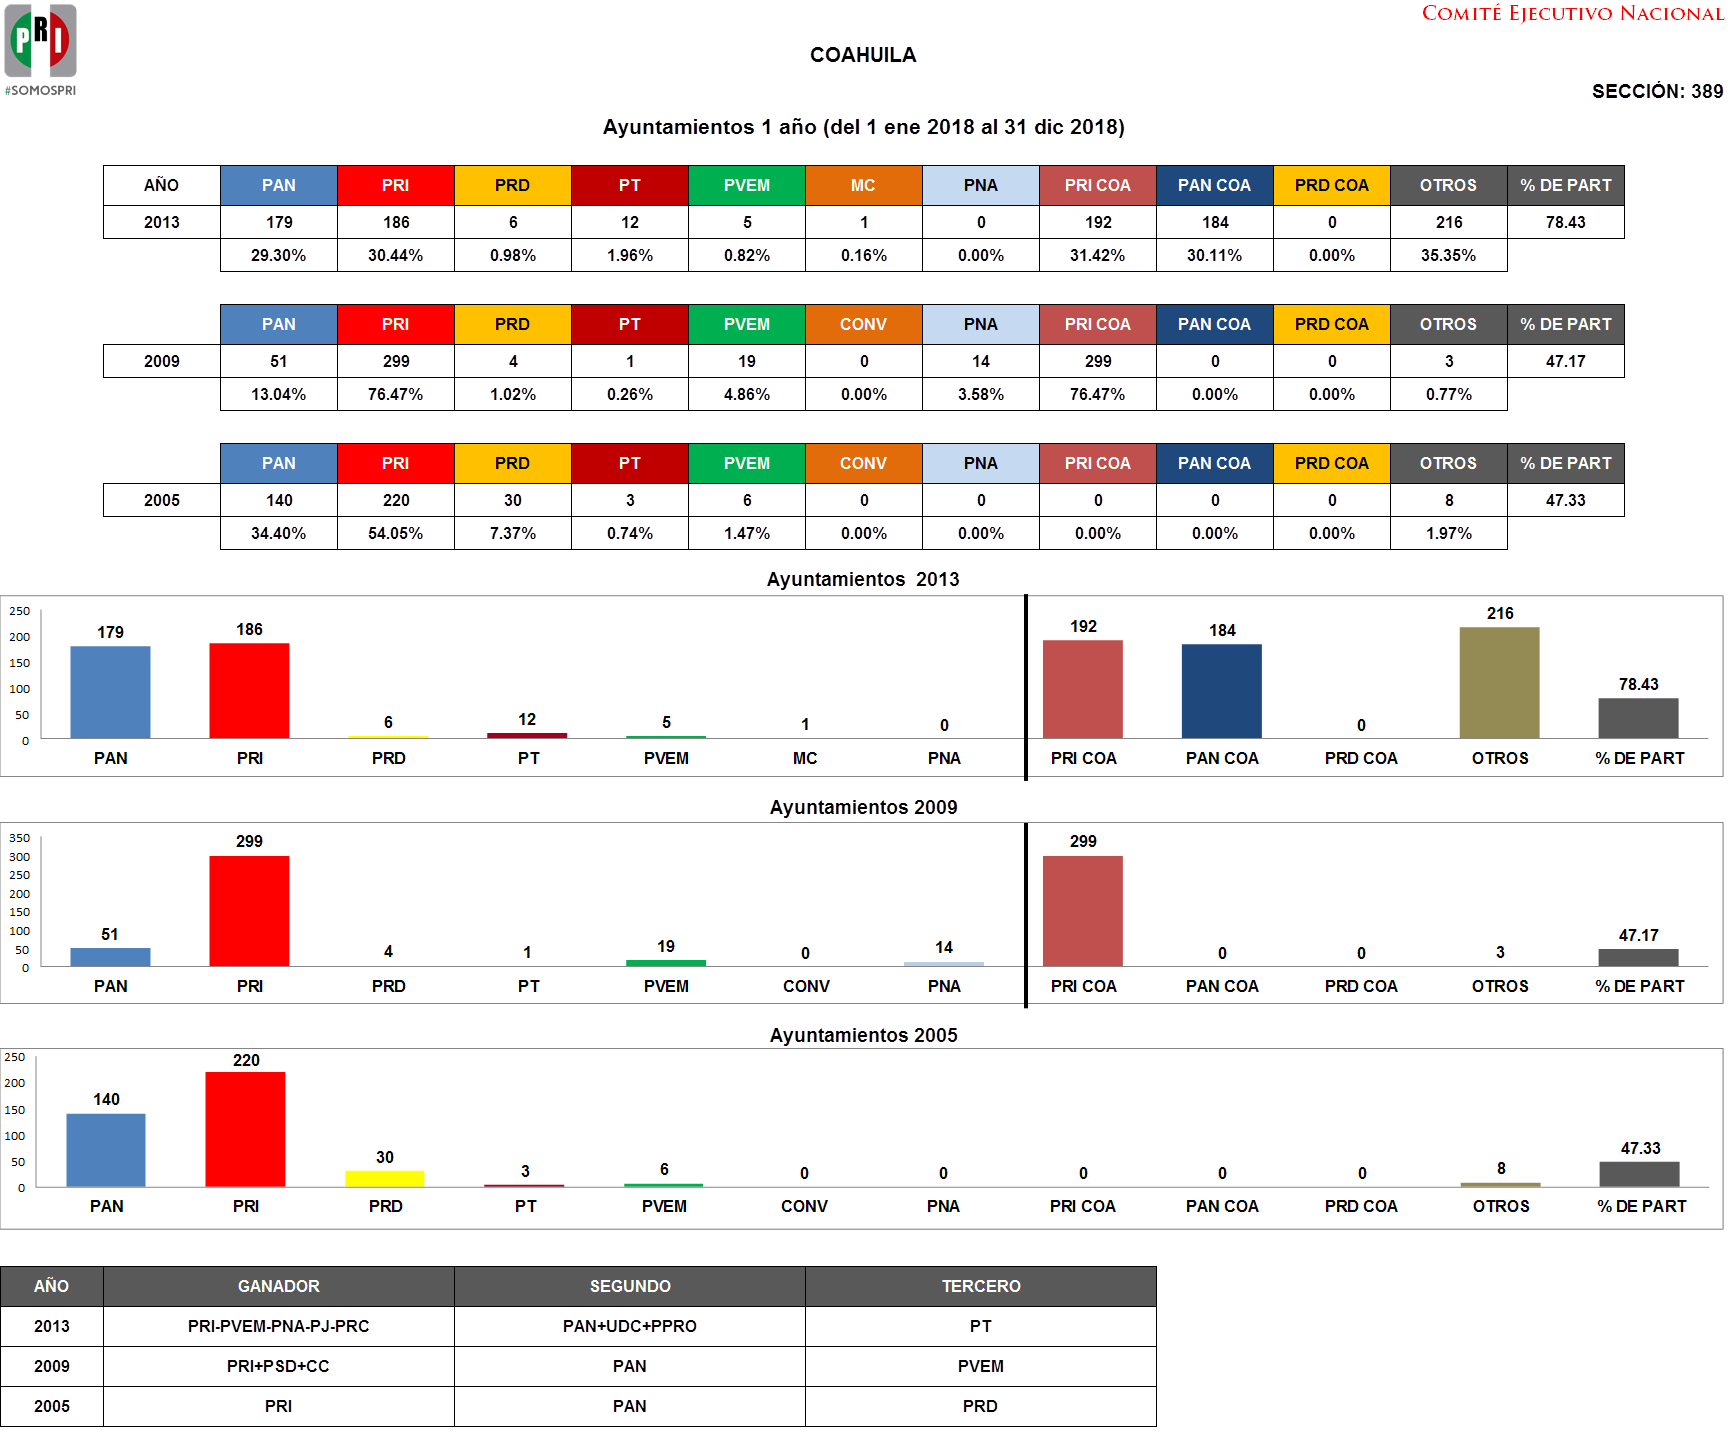 PRI
#SOMOSPRI
COMITÉ EJECUTIVO NACIONAL
COAHUILA
SECCIÓN: 389
Ayuntamientos 1 año (del 1 ene 2018 al 31 dic 2018)
AÑO PAN PRI PRD PT PVEM MC PNA PRI COA PAN COA PRD COA OTROS % DE PART
2013 179 186 6 12 5 1 0 192 184 0 216 78.43
29.30% 30.44% 0.98% 1.96% 0.82% 0.16% 0.00% 31.42% 30.11% 0.00% 35.35%
PAN PRI PRD PT PVEM CONV PNA PRI COA PAN COA PRD COA OTROS % DE PART
2009 51 299 4 1 19 0 14 299 0 0 3 47.17
13.04% 76.47% 1.02% 0.26% 4.86% 0.00% 3.58% 76.47% 0.00% 0.00% 0.77%
PAN PRI PRD PT PVEM CONV PNA PRI COA PAN COA PRD COA OTROS % DE PART
2005 140 220 30 3 6 0 0 0 0 0 8 47.33
34.40% 54.05% 7.37% 0.74% 1.47% 0.00% 0.00% 0.00% 0.00% 0.00% 1.97%
Ayuntamientos 2013
250
200
150
100
50
0
179 186 6 12 5 1 0 192 184 0 216 78.43
PAN PRI PRD PT PVEM MC PNA PRI COA PAN COA PRD COA OTROS % DE PART
Ayuntamientos 2009
350
300
250
200
150
100
50
0
51 299 4 1 19 0 14 299 0 0 3 47.17
PAN PRI PRD PT PVEM CONV PNA PRI COA PAN COA PRD COA OTROS % DE PART
Ayuntamientos 2005
250
200
150
100
50
0
140 220 30 3 6 0 0 0 0 0 8 47.33
PAN PRI PRD PT PVEM CONV PNA PRI COA PAN COA PRD COA OTROS % DE PART
AÑO GANADOR SEGUNDO TERCERO
2013 PRI-PVEM-PNA-PJ-PRC PAN+UDC+PPRO PT
2009 PRI+PSD+CC PAN PVEM
2005 PRI PAN PRD